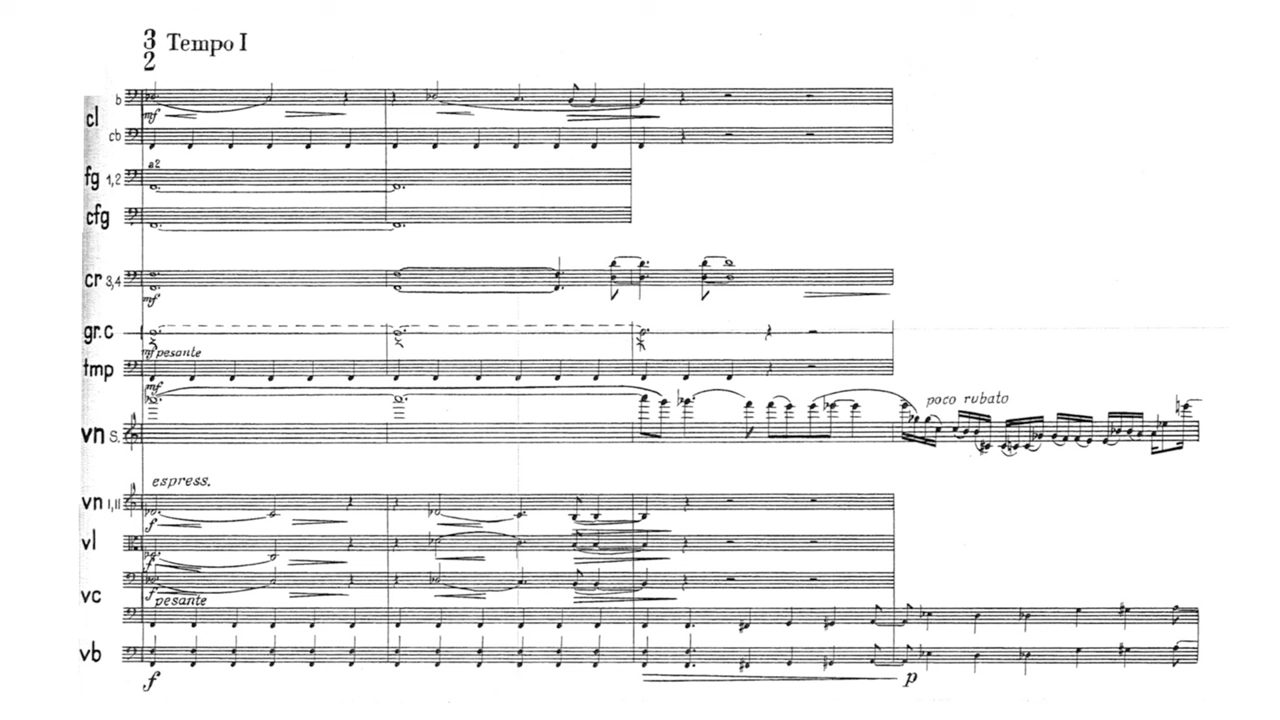 3
2 Tempo I
cl b
mf
cb
fg 1,2 a2
cfg
cr 3,4
mf
gr.c
mf pesante
tmp
mf
poco rubato
vn s.
espress.
vn I,II
f
vl
f
vc
f pesante
vb
f p